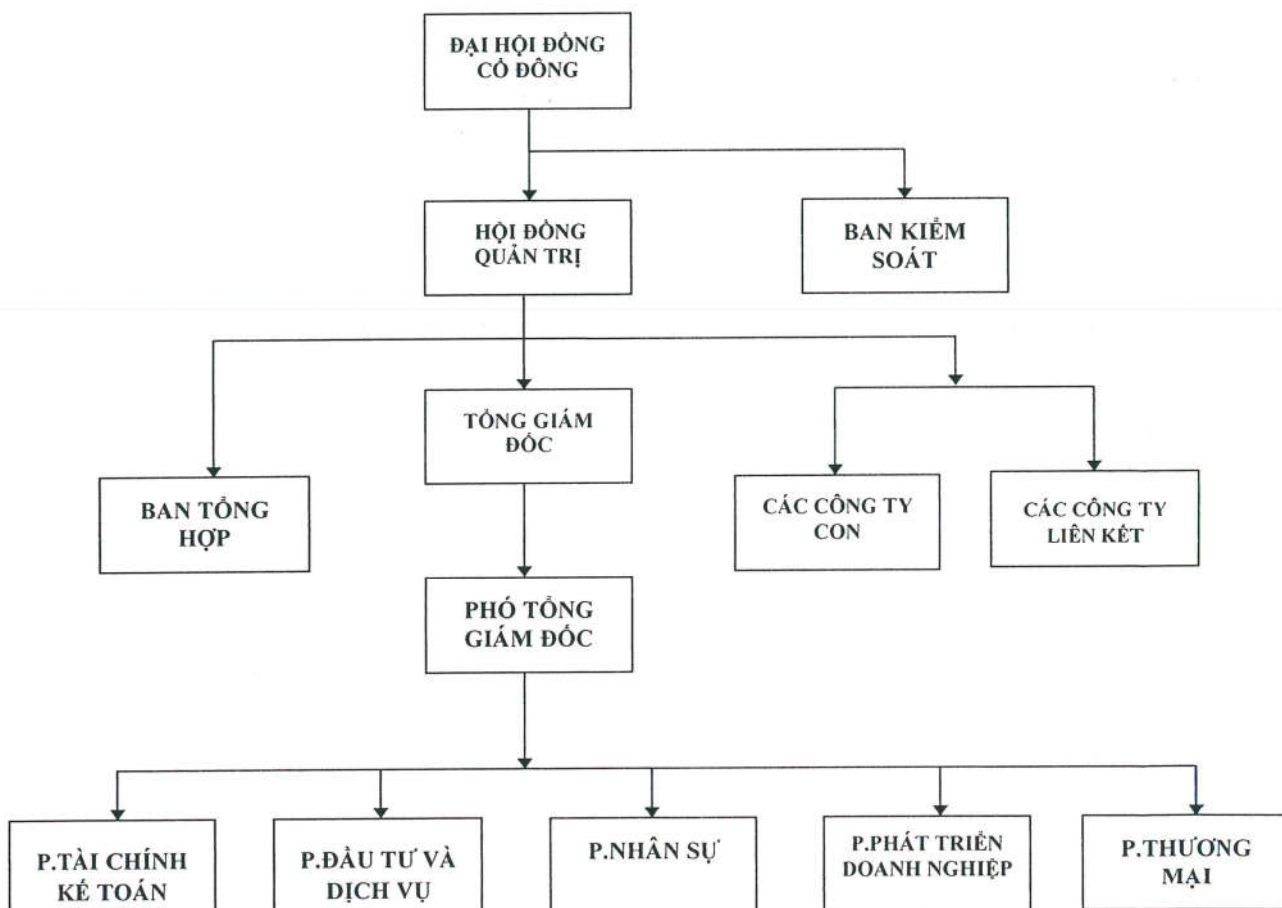 ĐẠI HỘI ĐỒNG
CỔ ĐÔNG
HỘI ĐỒNG
QUẢN TRỊ
BAN KIỂM
SOÁT
TỔNG GIÁM
ĐỐC
BAN TỔNG
HỢP
CÁC CÔNG TY
CON
CÁC CÔNG TY
LIÊN KẾT
PHÓ TỔNG
GIÁM ĐỐC
P.TÀI CHÍNH
KẾ TOÁN
P.ĐẦU TƯ VÀ
DỊCH VỤ
P.NHÂN SỰ
P.PHÁT TRIỂN
DOANH NGHIỆP
P.THƯƠNG
MẠI